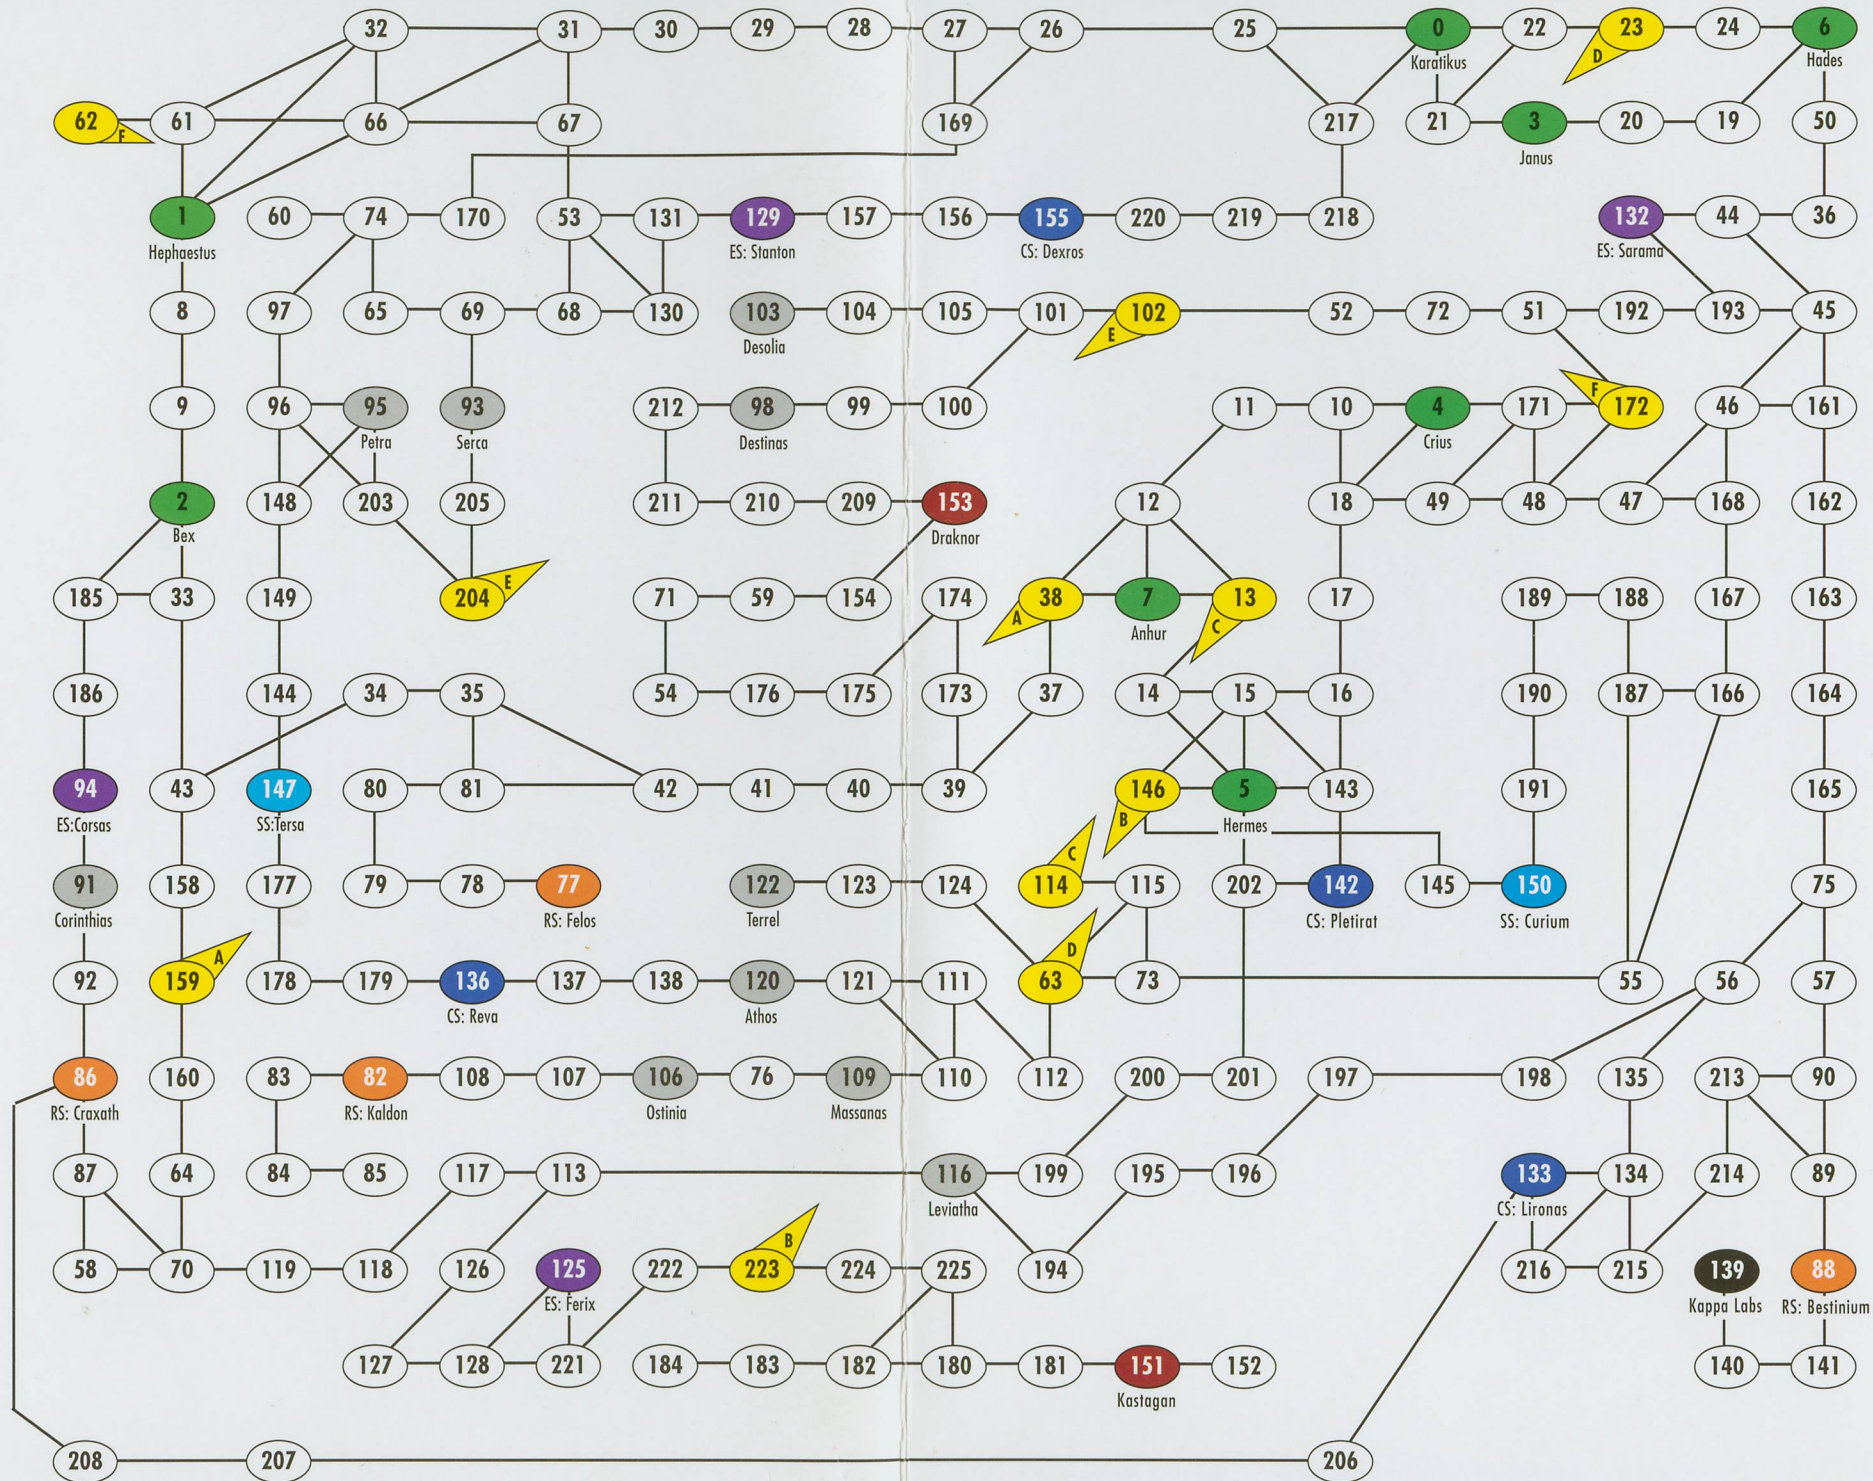 32 31 30 29 28 27 26 25 0 22 23 24 6
D
Karatikus Hades
62 F 61 66 67 169 217 21 3 20 19 50
Janus
1 60 74 170 53 131 129 157 156 155 220 219 218 132 44 36
Hephaestus ES: Stanton CS: Dexros ES: Sarama
8 97 65 69 68 130 103 104 105 101 102 52 72 51 192 193 45
E
Desolia
F
9 96 95 93 212 98 99 100 11 10 4 171 172 46 161
Petra Serca Destinas Crius
2 148 203 205 211 210 209 153 12 18 49 48 47 168 162
Bex Draknor
E
185 33 149 204 71 59 154 174 38 7 13 17 189 188 167 163
A C
Anhur
186 144 34 35 54 176 175 173 37 14 15 16 190 187 166 164
94 43 147 80 81 42 41 40 39 146 5 143 191 165
B
ES:Corsas SS:Tersa Hermes
C
91 158 177 79 78 77 122 123 124 114 115 202 142 145 150 75
Corinthias RS: Felos Terrel CS: Pletirat SS: Curium
A D
92 159 178 179 136 137 138 120 121 111 63 73 55 56 57
CS: Reva Athos
86 160 83 82 108 107 106 76 109 110 112 200 201 197 198 135 213 90
RS: Craxath RS: Kaldon Ostinia Massanas
87 64 84 85 117 113 116 199 195 196 133 134 214 89
Leviatha CS: Lironas
B
58 70 119 118 126 125 222 223 224 225 194 216 215 139 88
ES: Ferix Kappa Labs RS: Bestinium
127 128 221 184 183 182 180 181 151 152 140 141
Kastagan
208 207 206